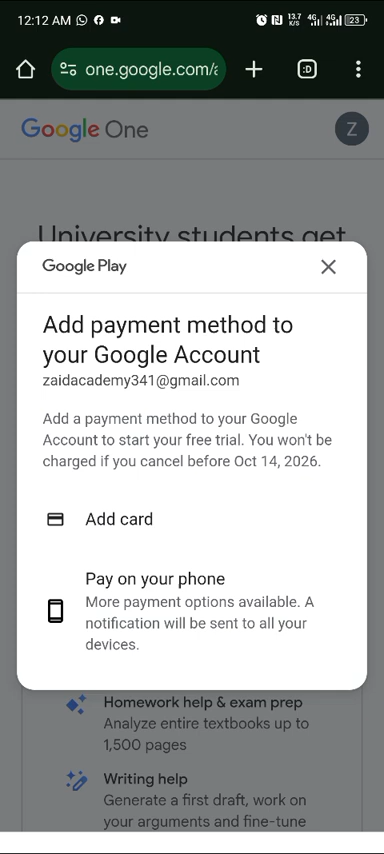 12:12 AM
13.7 K/S 4G 4G 23
one.google.com/a
:D
Google One
Z
University students get
Google Play
Add payment method to
your Google Account
zaidacademy341@gmail.com
Add a payment method to your Google
Account to start your free trial. You won't be
charged if you cancel before Oct 14, 2026.
Add card
Pay on your phone
More payment options available. A
notification will be sent to all your
devices.
Homework help & exam prep
Analyze entire textbooks up to
1,500 pages
Writing help
Generate a first draft, work on
your arguments and fine-tune